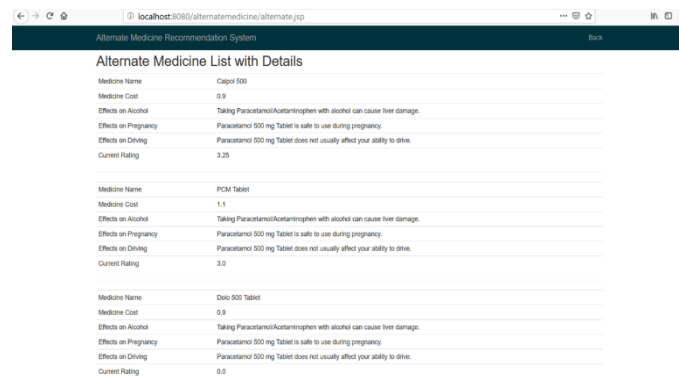 localhost:8080/alternatemedicine/alternate.jsp
Alternate Medicine Recommendation System Back
Alternate Medicine List with Details
Medicine Name Calpol 500
Medicine Cost 0.9
Effects on Alcohol Taking Paracetamol/Acetaminophen with alcohol can cause liver damage.
Effects on Pregnancy Paracetamol 500 mg Tablet is safe to use during pregnancy.
Effects on Driving Paracetamol 500 mg Tablet does not usually affect your ability to drive.
Current Rating 3.25
Medicine Name PCM Tablet
Medicine Cost 1.1
Effects on Alcohol Taking Paracetamol/Acetaminophen with alcohol can cause liver damage.
Effects on Pregnancy Paracetamol 500 mg Tablet is safe to use during pregnancy.
Effects on Driving Paracetamol 500 mg Tablet does not usually affect your ability to drive.
Current Rating 3.0
Medicine Name Dolo 500 Tablet
Medicine Cost 0.9
Effects on Alcohol Taking Paracetamol/Acetaminophen with alcohol can cause liver damage.
Effects on Pregnancy Paracetamol 500 mg Tablet is safe to use during pregnancy.
Effects on Driving Paracetamol 500 mg Tablet does not usually affect your ability to drive.
Current Rating 0.0